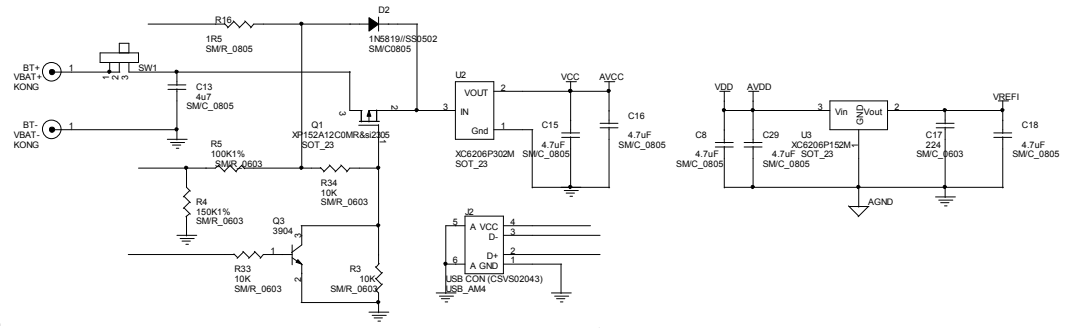 R16
1R5
SM/R_0805
D2
1N5819//SS0502
SM/C0805
BT+
VBAT+
KONG
1
1 2 3
SW1
C13
4u7
SM/C_0805
BT-
VBAT-
KONG
1
3
2
1
Q1
XP152A12C0MR&si2305
SOT_23
U2
VOUT
IN
Gnd
2
3
1
XC6206P302M
SOT_23
VCC
AVCC
C15
4.7uF
SM/C_0805
C16
4.7uF
SM/C_0805
R5
100K1%
SM/R_0603
R34
10K
SM/R_0603
R4
150K1%
SM/R_0603
Q3
3904
3
1
2
R33
10K
SM/R_0603
R3
10K
SM/R_0603
J2
5
6
A VCC
D-
D+
A GND
4
3
2
1
USB CON (CSVS02043)
USB_AM4
VDD
AVDD
C8
4.7uF
SM/C_0805
C29
4.7uF
SM/C_0805
3
Vin
GND
Vout
2
1
U3
XC6206P152M
SOT_23
AGND
VREFI
C17
224
SM/C_0603
C18
4.7uF
SM/C_0805